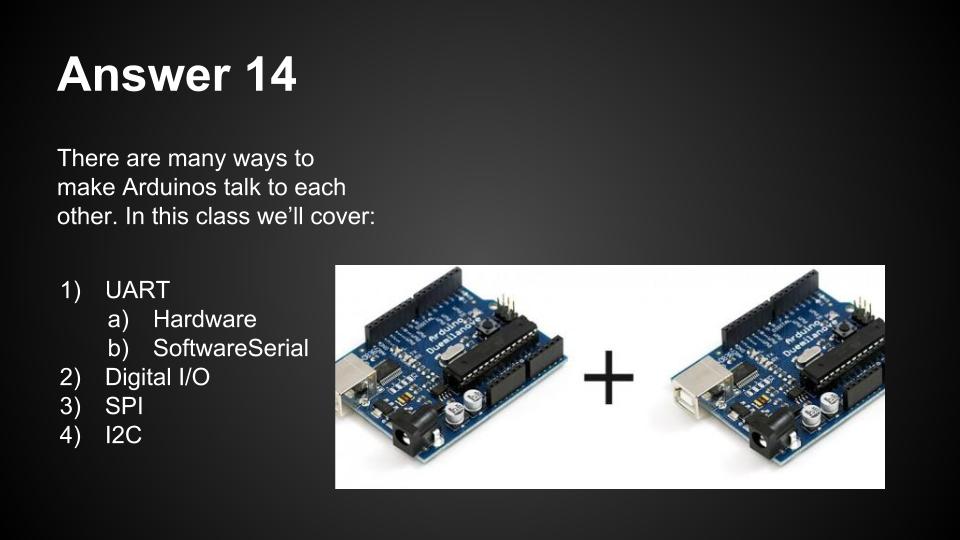 Answer 14
There are many ways to
make Arduinos talk to each
other. In this class we'll cover:
1) UART
a) Hardware
b) SoftwareSerial
2) Digital I/O
3) SPI
4) I2C
Arduino
Duemilanove
+
Arduino
Duemilanove